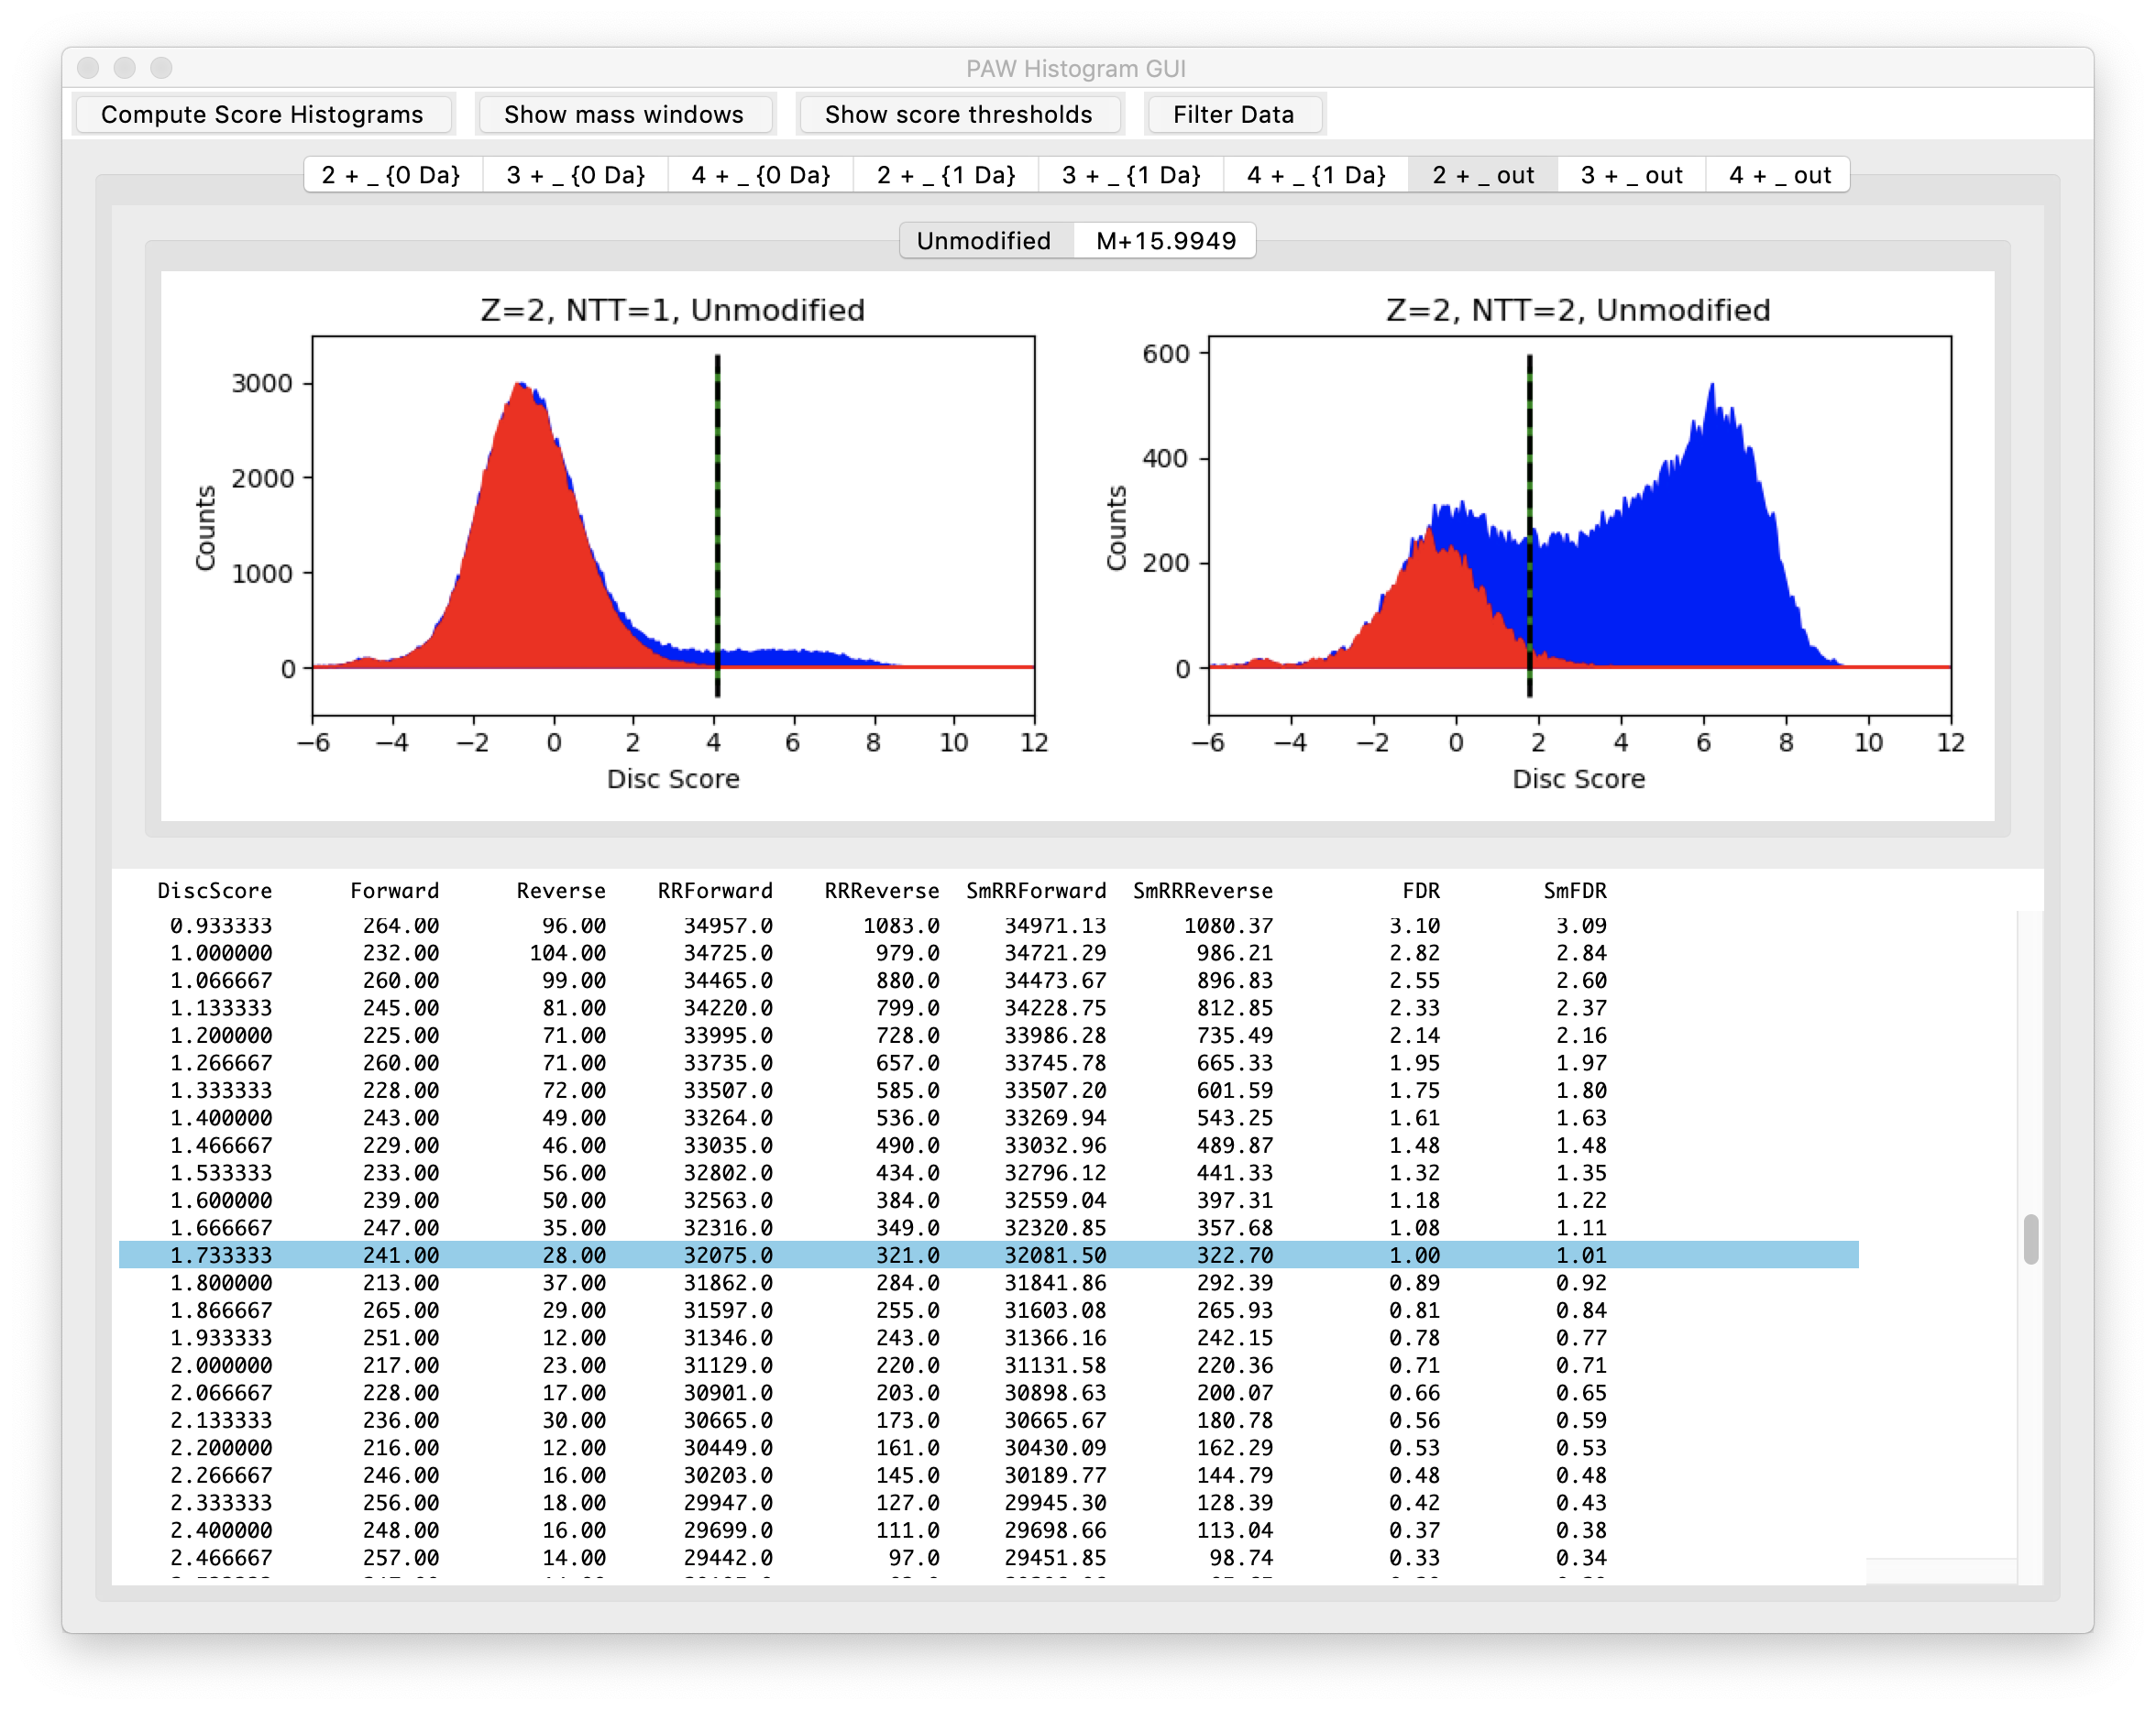 PAW Histogram GUI
Compute Score Histograms Show mass windows Show score thresholds Filter Data
2 + _ {0 Da} 3 + _ {0 Da} 4 + _ {0 Da} 2 + _ {1 Da} 3 + _ {1 Da} 4 + _ {1 Da} 2 + _ out 3 + _ out 4 + _ out
Unmodified M+15.9949
Z=2, NTT=1, Unmodified
3000
2000
1000
0
Counts
−6 −4 −2 0 2 4 6 8 10 12
Disc Score
Z=2, NTT=2, Unmodified
600
400
200
0
Counts
−6 −4 −2 0 2 4 6 8 10 12
Disc Score
DiscScore Forward Reverse RRForward RRReverse SmRRForward SmRRReverse FDR SmFDR
0.933333 264.00 96.00 34957.0 1083.0 34971.13 1080.37 3.10 3.09
1.000000 232.00 104.00 34725.0 979.0 34721.29 986.21 2.82 2.84
1.066667 260.00 99.00 34465.0 880.0 34473.67 896.83 2.55 2.60
1.133333 245.00 81.00 34220.0 799.0 34228.75 812.85 2.33 2.37
1.200000 225.00 71.00 33995.0 728.0 33986.28 735.49 2.14 2.16
1.266667 260.00 71.00 33735.0 657.0 33745.78 665.33 1.95 1.97
1.333333 228.00 72.00 33507.0 585.0 33507.20 601.59 1.75 1.80
1.400000 243.00 49.00 33264.0 536.0 33269.94 543.25 1.61 1.63
1.466667 229.00 46.00 33035.0 490.0 33032.96 489.87 1.48 1.48
1.533333 233.00 56.00 32802.0 434.0 32796.12 441.33 1.32 1.35
1.600000 239.00 50.00 32563.0 384.0 32559.04 397.31 1.18 1.22
1.666667 247.00 35.00 32316.0 349.0 32320.85 357.68 1.08 1.11
1.733333 241.00 28.00 32075.0 321.0 32081.50 322.70 1.00 1.01
1.800000 213.00 37.00 31862.0 284.0 31841.86 292.39 0.89 0.92
1.866667 265.00 29.00 31597.0 255.0 31603.08 265.93 0.81 0.84
1.933333 251.00 12.00 31346.0 243.0 31366.16 242.15 0.78 0.77
2.000000 217.00 23.00 31129.0 220.0 31131.58 220.36 0.71 0.71
2.066667 228.00 17.00 30901.0 203.0 30898.63 200.07 0.66 0.65
2.133333 236.00 30.00 30665.0 173.0 30665.67 180.78 0.56 0.59
2.200000 216.00 12.00 30449.0 161.0 30430.09 162.29 0.53 0.53
2.266667 246.00 16.00 30203.0 145.0 30189.77 144.79 0.48 0.48
2.333333 256.00 18.00 29947.0 127.0 29945.30 128.39 0.42 0.43
2.400000 248.00 16.00 29699.0 111.0 29698.66 113.04 0.37 0.38
2.466667 257.00 14.00 29442.0 97.0 29451.85 98.74 0.33 0.34